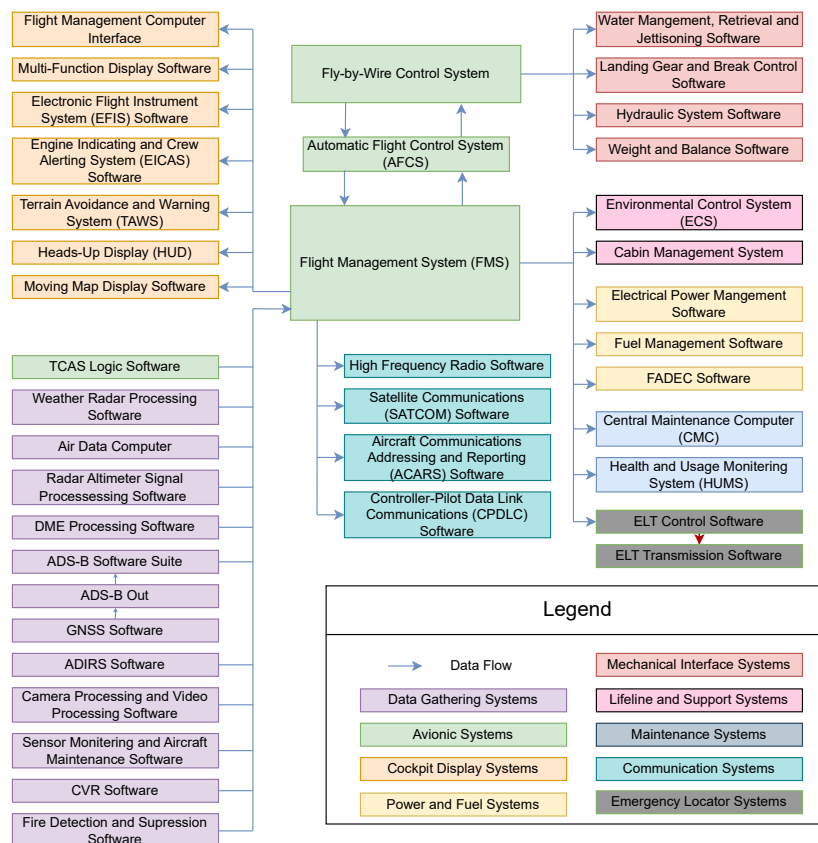 Flight Management Computer
Interface
Multi-Function Display Software
Electronic Flight Instrument
System (EFIS) Software
Engine Indicating and Crew
Alerting System (EICAS)
Software
Terrain Avoidance and Warning
System (TAWS)
Heads-Up Display (HUD)
Moving Map Display Software
Fly-by-Wire Control System
Automatic Flight Control System
(AFCS)
Flight Management System (FMS)
Water Mangement, Retrieval and
Jettisoning Software
Landing Gear and Break Control
Software
Hydraulic System Software
Weight and Balance Software
Environmental Control System
(ECS)
Cabin Management System
Electrical Power Mangement
Software
Fuel Management Software
FADEC Software
Central Maintenance Computer
(CMC)
Health and Usage Monitering
System (HUMS)
ELT Control Software
ELT Transmission Software
High Frequency Radio Software
Satellite Communications
(SATCOM) Software
Aircraft Communications
Addressing and Reporting
(ACARS) Software
Controller-Pilot Data Link
Communications (CPDLC)
Software
TCAS Logic Software
Weather Radar Processing
Software
Air Data Computer
Radar Altimeter Signal
Processessing Software
DME Processing Software
ADS-B Software Suite
ADS-B Out
GNSS Software
ADIRS Software
Camera Processing and Video
Processing Software
Sensor Monitoring and Aircraft
Maintenance Software
CVR Software
Fire Detection and Supression
Software
Legend
Data Flow
Data Gathering Systems
Avionic Systems
Cockpit Display Systems
Power and Fuel Systems
Mechanical Interface Systems
Lifeline and Support Systems
Maintenance Systems
Communication Systems
Emergency Locator Systems